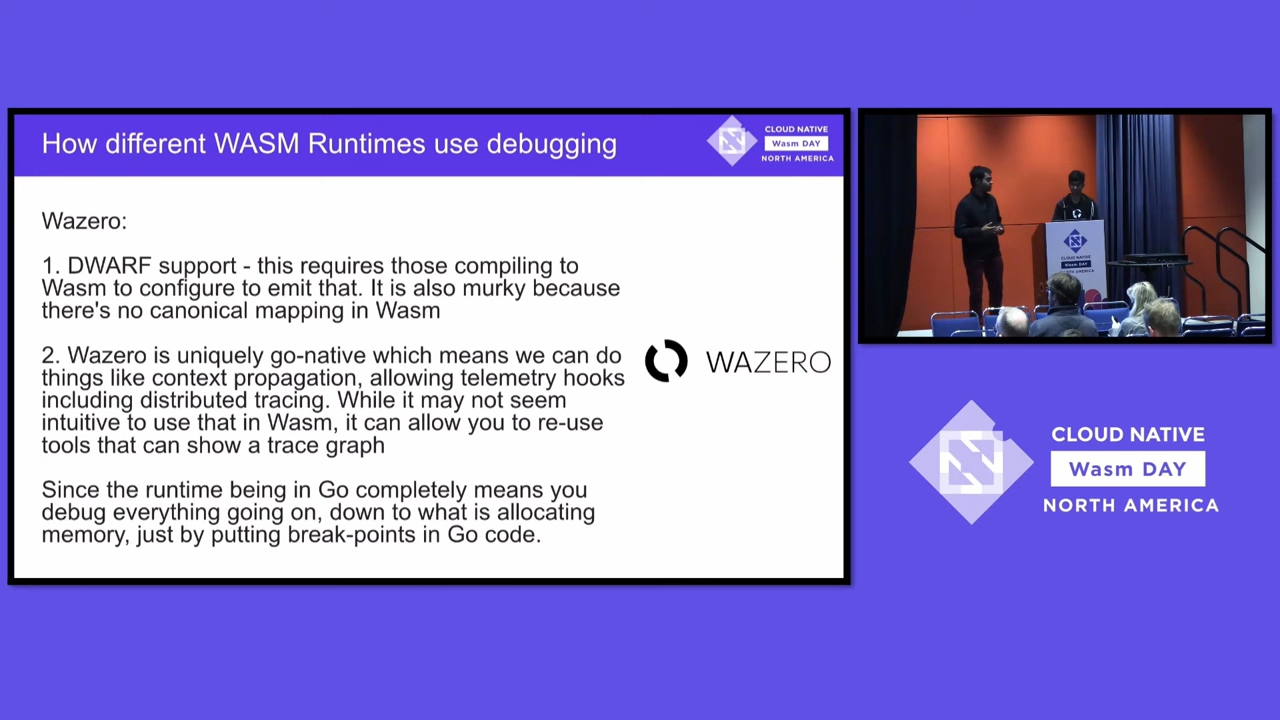 How different WASM Runtimes use debugging
CLOUD NATIVE
Wasm DAY
NORTH AMERICA
Wazero:
1. DWARF support - this requires those compiling to
Wasm to configure to emit that. It is also murky because
there's no canonical mapping in Wasm
2. Wazero is uniquely go-native which means we can do
things like context propagation, allowing telemetry hooks
including distributed tracing. While it may not seem
intuitive to use that in Wasm, it can allow you to re-use
tools that can show a trace graph
Since the runtime being in Go completely means you
debug everything going on, down to what is allocating
memory, just by putting break-points in Go code.
WAZERO
CLOUD NATIVE
Wasm DAY
NORTH AMERICA
CLOUD NATIVE
Wasm DAY
NORTH AMERICA